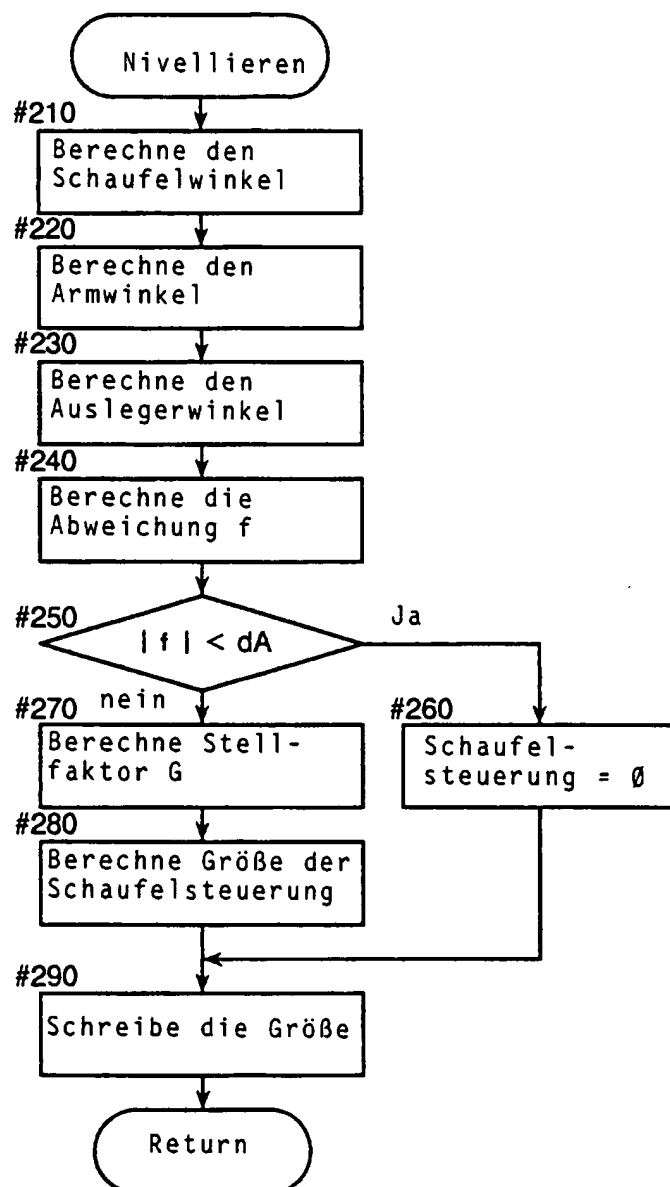 Nivellieren
#210
Berechne den
Schaufelwinkel
#220
Berechne den
Armwinkel
#230
Berechne den
Auslegerwinkel
#240
Berechne die
Abweichung f
#250
| f | < dA
Ja
nein
#270
Berechne Stell-
faktor G
#260
Schaufel-
steuerung = Ø
#280
Berechne Größe der
Schaufelsteuerung
#290
Schreibe die Größe
Return